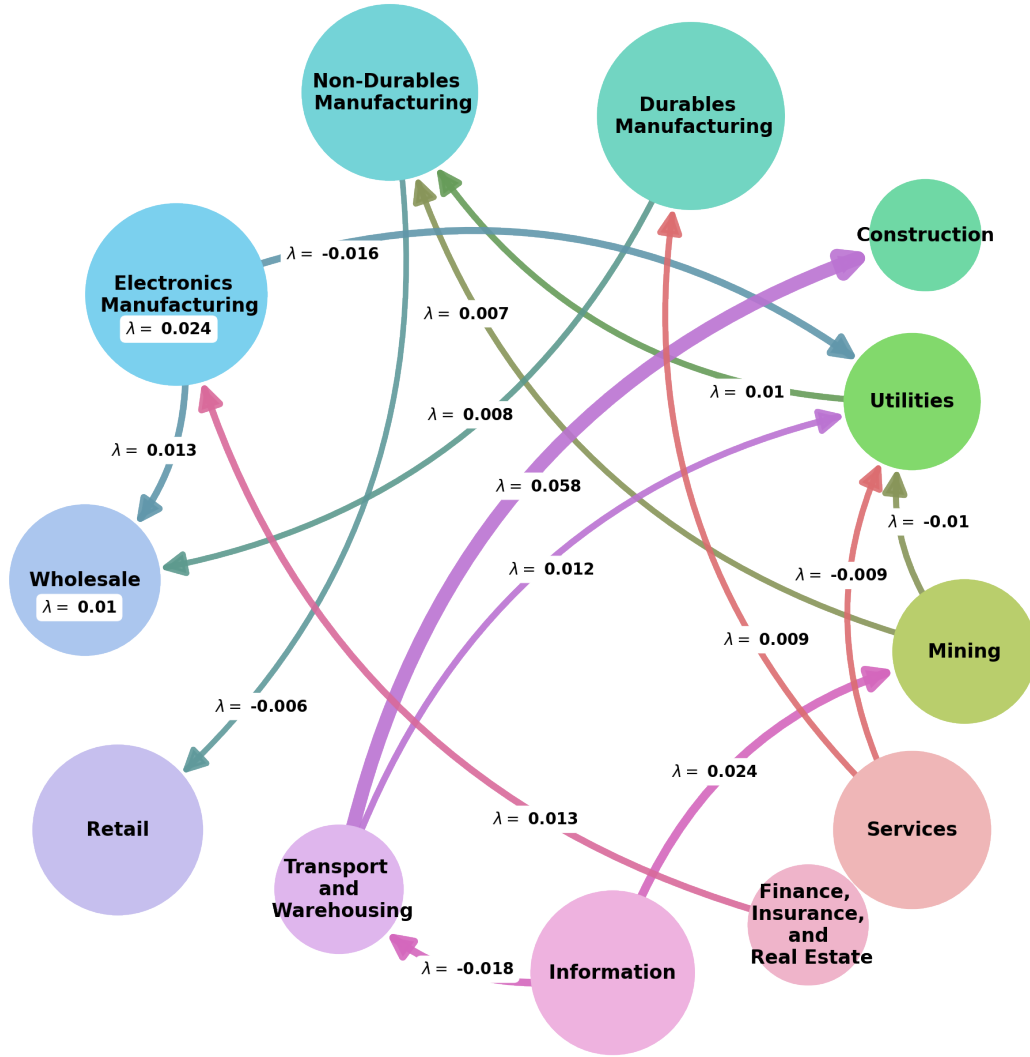 Non-Durables
Manufacturing
Durables
Manufacturing
Construction
λ = -0.016
Electronics
Manufacturing
λ = 0.024
λ = 0.007
λ = 0.01
Utilities
λ = 0.008
λ = 0.013
λ = 0.058
λ = -0.01
λ = 0.012
λ = -0.009
Wholesale
λ = 0.01
λ = 0.009
Mining
λ = -0.006
λ = 0.024
λ = 0.013
Retail
Services
Transport
and
Warehousing
Finance,
Insurance,
and
Real Estate
λ = -0.018
Information